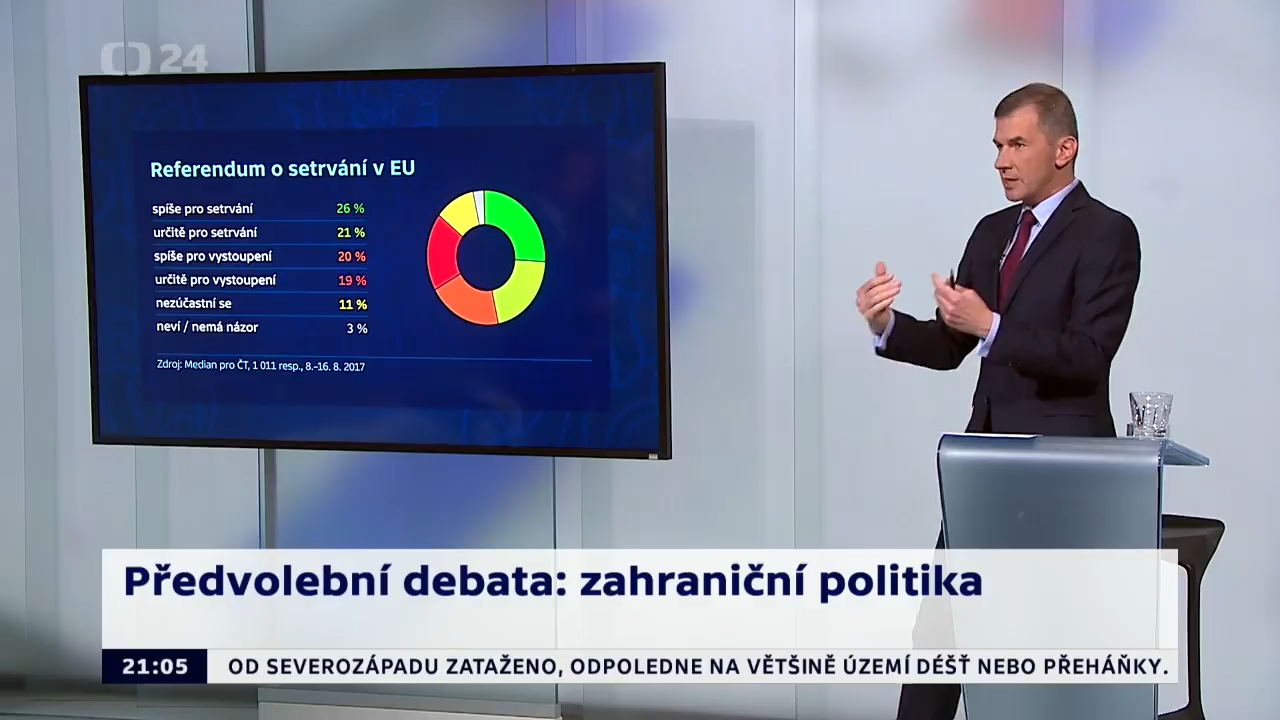 ČT 24
Referendum o setrvání v EU
spíše pro setrvání 26 %
určitě pro setrvání 21 %
spíše pro vystoupení 20 %
určitě pro vystoupení 19 %
nezúčastní se 11 %
neví / nemá názor 3 %
Zdroj: Median pro ČT, 1 011 resp., 8.–16. 8. 2017
Předvolební debata: zahraniční politika
21:05 OD SEVEROZÁPADU ZATAŽENO, ODPOLEDNE NA VĚTŠINĚ ÚZEMÍ DÉŠŤ NEBO PŘEHÁŇKY.